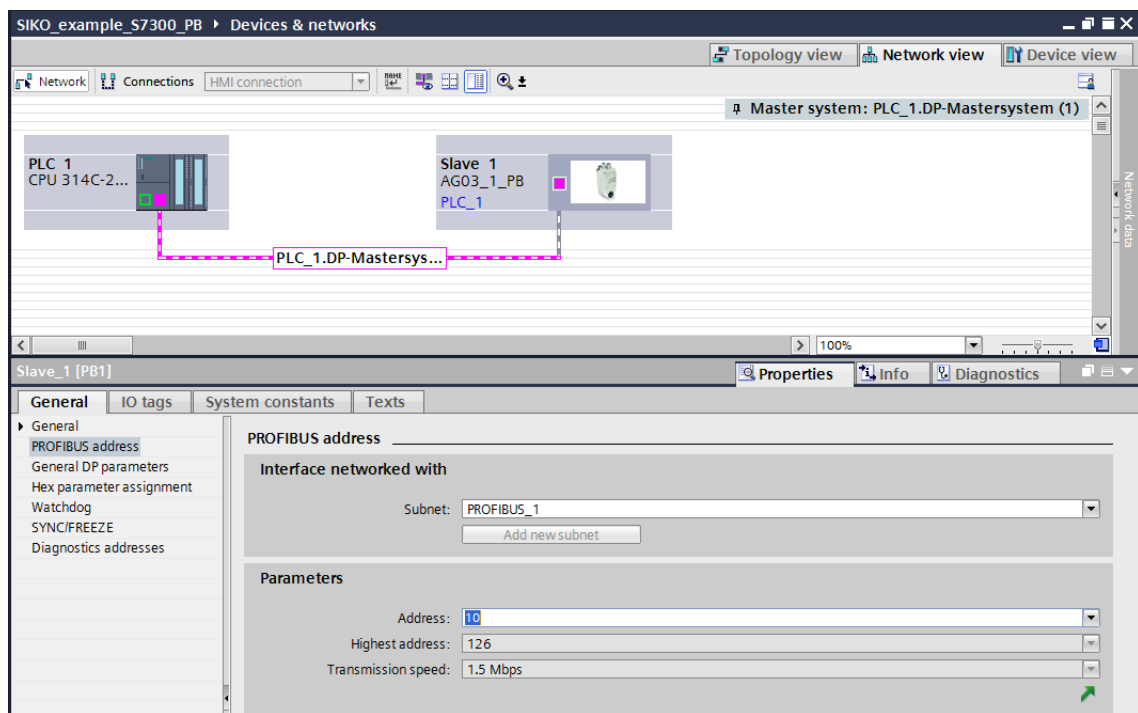 SIKO_example_S7300_PB ▸ Devices & networks
Topology view Network view Device view
Network Connections HMI connection
Master system: PLC_1.DP-Mastersystem (1)
PLC_1
CPU 314C-2...
Slave_1
AG03_1_PB
PLC_1
PLC_1.DP-Mastersys...
Network data
100%
Slave_1 [PB1]
Properties Info Diagnostics
General IO tags System constants Texts
General
PROFIBUS address
General DP parameters
Hex parameter assignment
Watchdog
SYNC/FREEZE
Diagnostics addresses
PROFIBUS address
Interface networked with
Subnet: PROFIBUS_1
Add new subnet
Parameters
Address: 10
Highest address: 126
Transmission speed: 1.5 Mbps